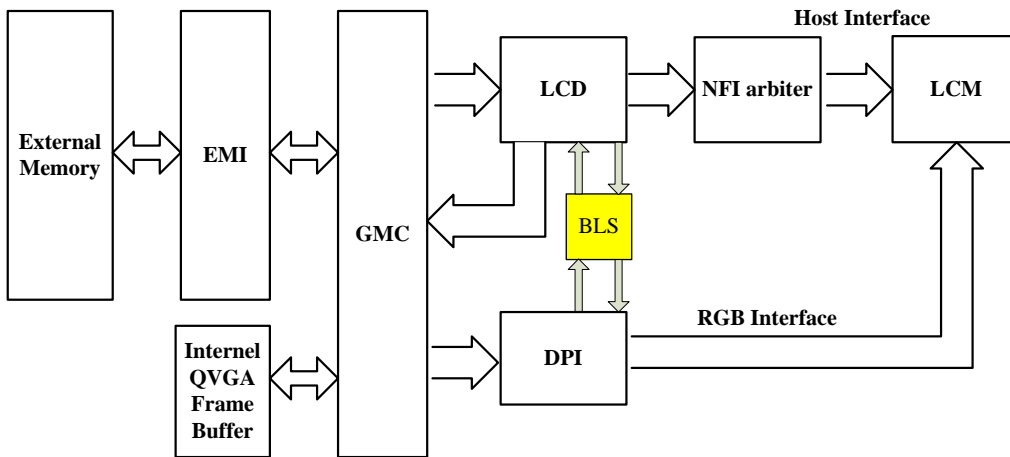 Host Interface
External
Memory
EMI
GMC
LCD
NFI arbiter
LCM
BLS
RGB Interface
DPI
Internel
QVGA
Frame
Buffer